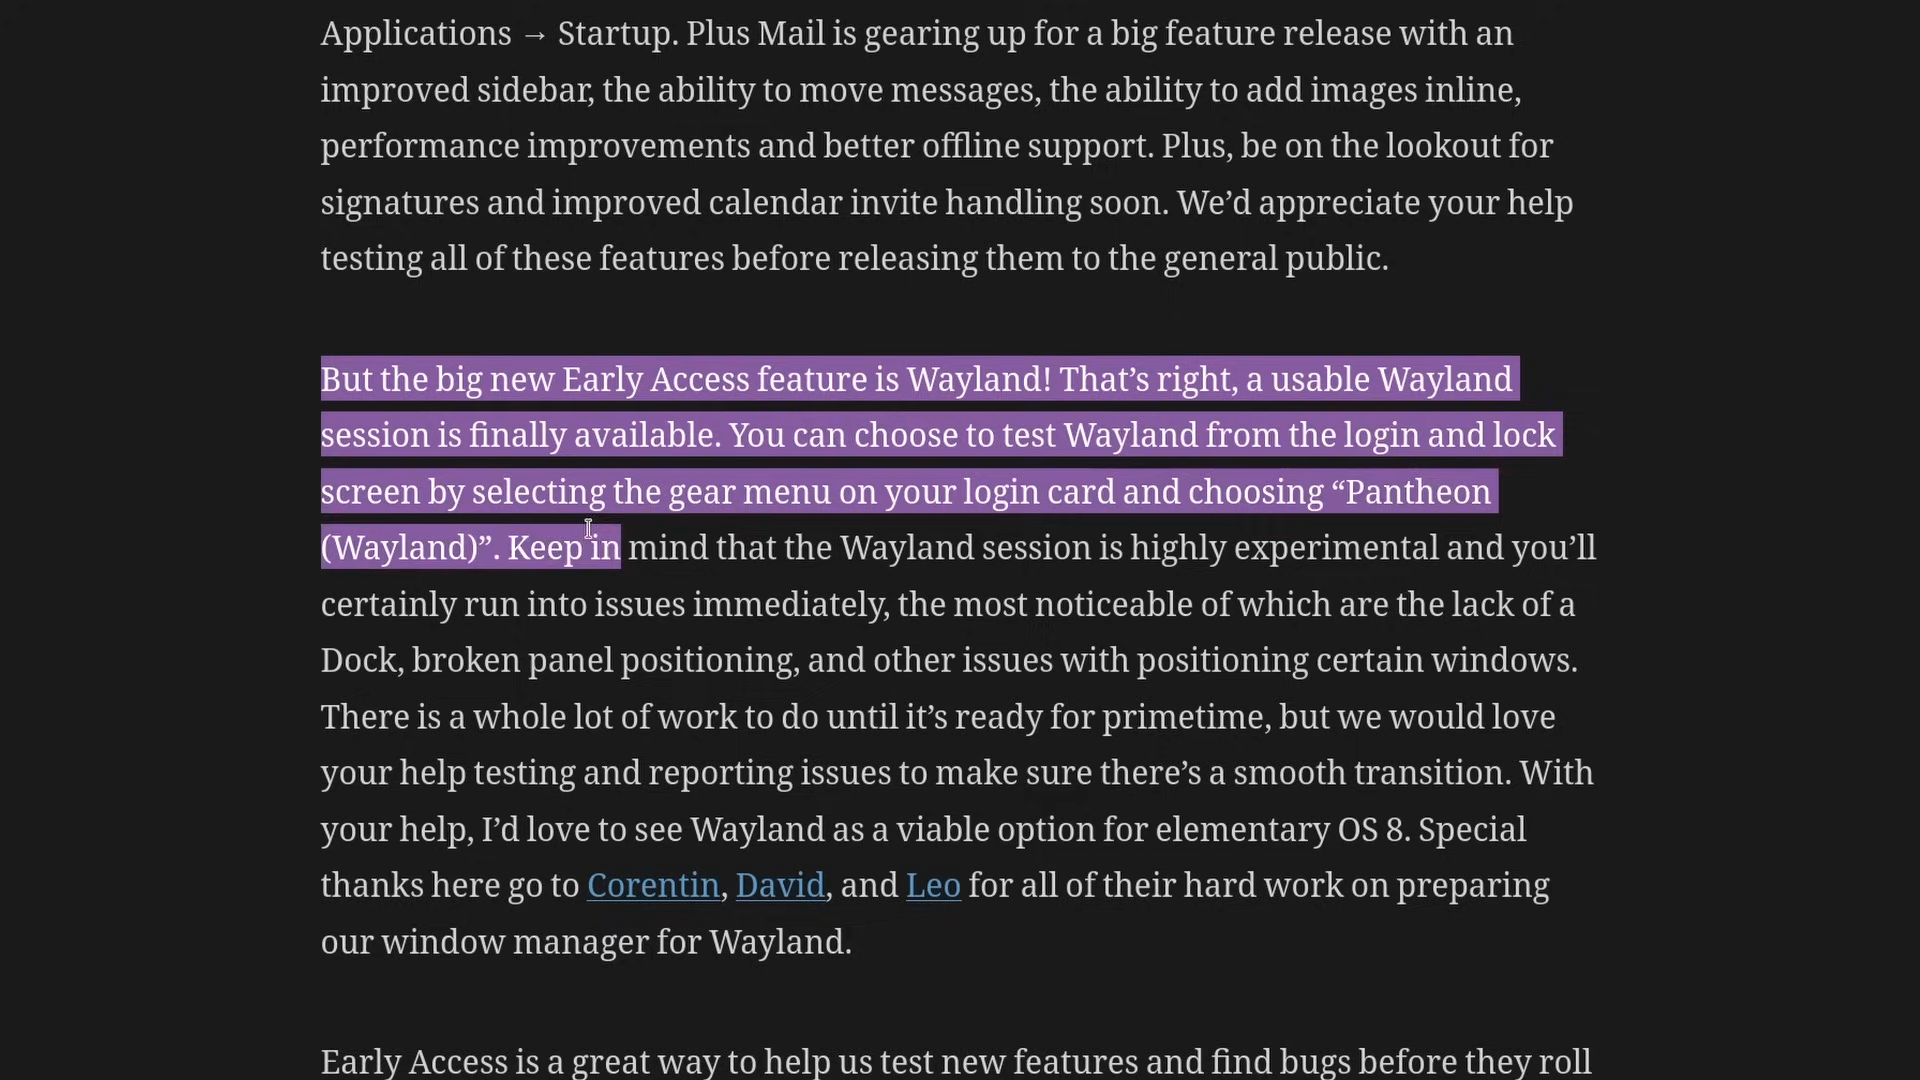 Applications → Startup. Plus Mail is gearing up for a big feature release with an
improved sidebar, the ability to move messages, the ability to add images inline,
performance improvements and better offline support. Plus, be on the lookout for
signatures and improved calendar invite handling soon. We’d appreciate your help
testing all of these features before releasing them to the general public.
But the big new Early Access feature is Wayland! That’s right, a usable Wayland
session is finally available. You can choose to test Wayland from the login and lock
screen by selecting the gear menu on your login card and choosing “Pantheon
(Wayland)”. Keep in mind that the Wayland session is highly experimental and you’ll
certainly run into issues immediately, the most noticeable of which are the lack of a
Dock, broken panel positioning, and other issues with positioning certain windows.
There is a whole lot of work to do until it’s ready for primetime, but we would love
your help testing and reporting issues to make sure there’s a smooth transition. With
your help, I’d love to see Wayland as a viable option for elementary OS 8. Special
thanks here go to Corentin, David, and Leo for all of their hard work on preparing
our window manager for Wayland.
Early Access is a great way to help us test new features and find bugs before they roll